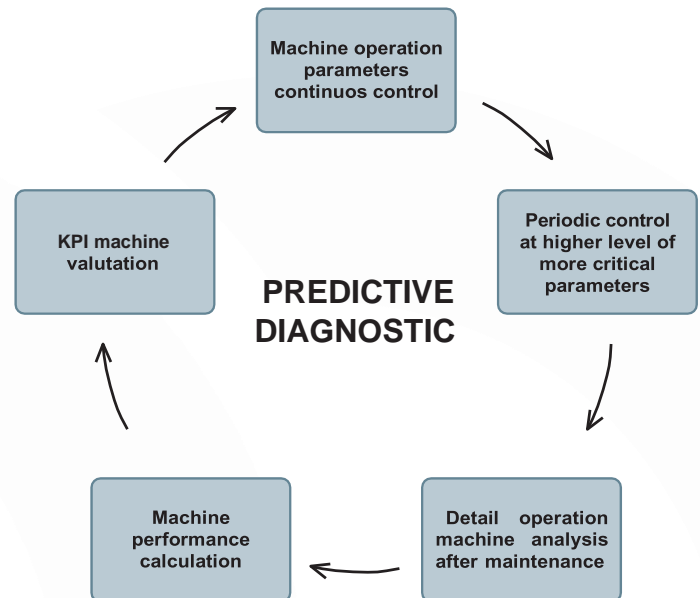 Machine operation
parameters
continuos control
Periodic control
at higher level of
more critical
parameters
Detail operation
machine analysis
after maintenance
Machine
performance
calculation
KPI machine
valutation
PREDICTIVE
DIAGNOSTIC